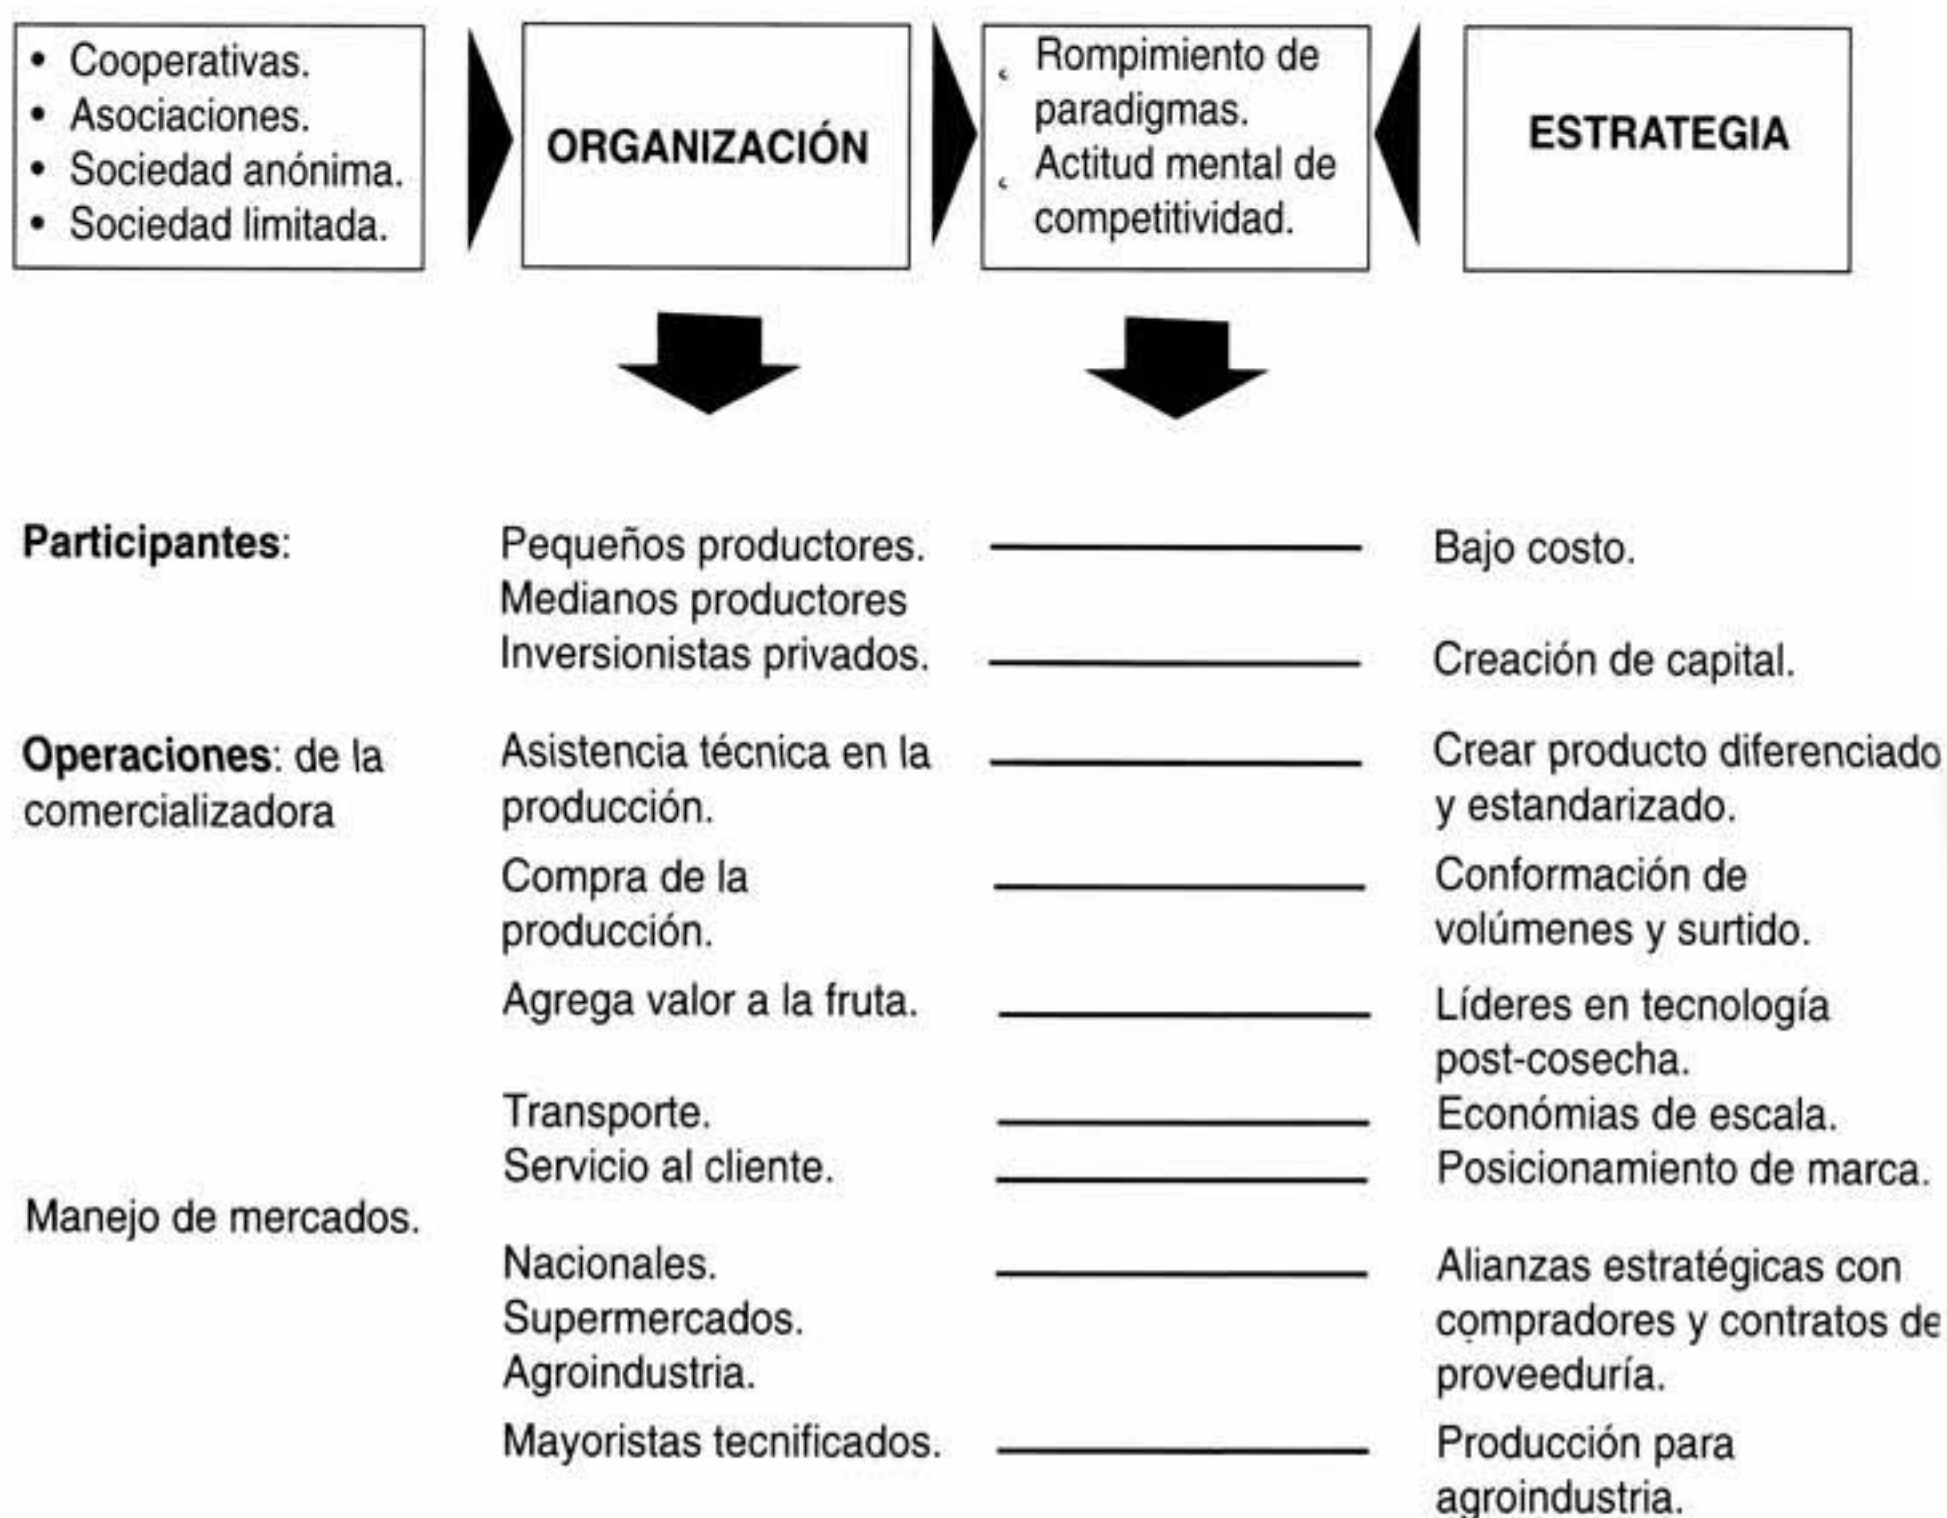 • Cooperativas.
• Asociaciones.
• Sociedad anónima.
• Sociedad limitada.
ORGANIZACIÓN
Rompimiento de
paradigmas.
Actitud mental de
competitividad.
ESTRATEGIA
Participantes:
Pequeños productores.
Bajo costo.
Medianos productores
Inversionistas privados.
Creación de capital.
Operaciones: de la
comercializadora
Asistencia técnica en la
producción.
Crear producto diferenciado
y estandarizado.
Compra de la
producción.
Conformación de
volúmenes y surtido.
Agrega valor a la fruta.
Líderes en tecnología
post-cosecha.
Transporte.
Económias de escala.
Servicio al cliente.
Posicionamiento de marca.
Manejo de mercados.
Nacionales.
Supermercados.
Agroindustria.
Alianzas estratégicas con
compradores y contratos de
proveeduría.
Mayoristas tecnificados.
Producción para
agroindustria.